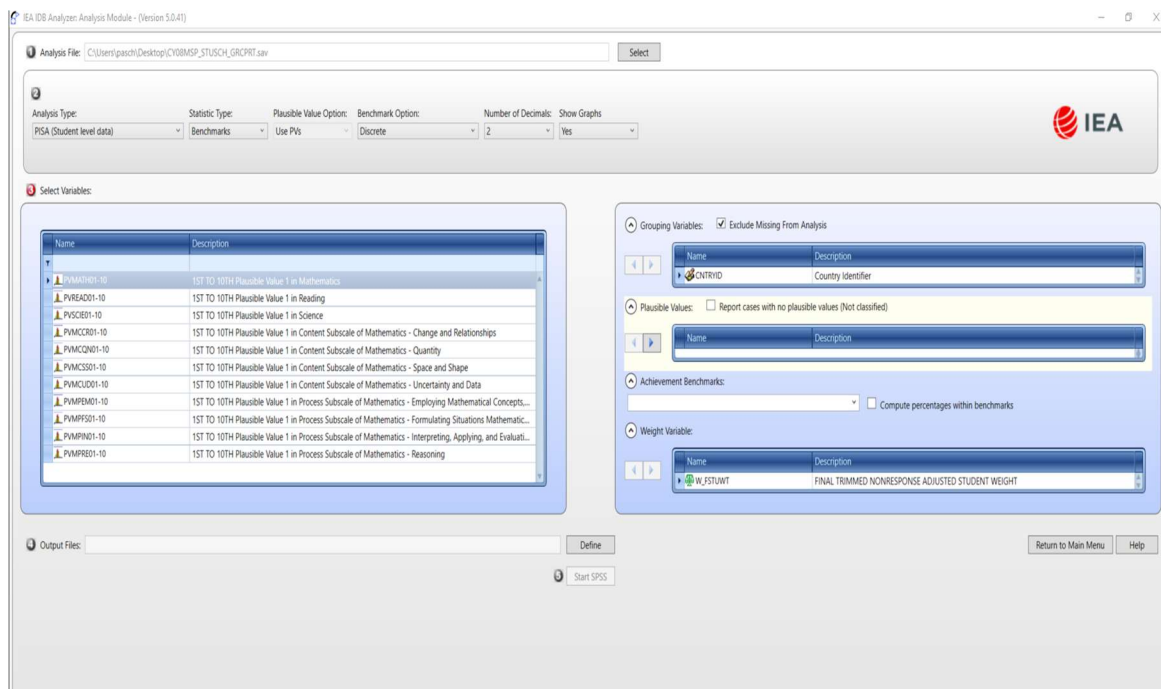 IEA IDB Analyzer: Analysis Module - (Version 5.0.41)
1 Analysis File: C:\Users\pasch\Desktop\CY08MSP_STUSCH_GRCPRT.sav Select
2
Analysis Type: Statistic Type: Plausible Value Option: Benchmark Option: Number of Decimals: Show Graphs
PISA (Student level data) Benchmarks Use PVs Discrete 2 Yes
IEA
3 Select Variables:
Name Description
PVMATH01-10 1ST TO 10TH Plausible Value 1 in Mathematics
PVREAD01-10 1ST TO 10TH Plausible Value 1 in Reading
PVSCIE01-10 1ST TO 10TH Plausible Value 1 in Science
PVMCCR01-10 1ST TO 10TH Plausible Value 1 in Content Subscale of Mathematics - Change and Relationships
PVMCQN01-10 1ST TO 10TH Plausible Value 1 in Content Subscale of Mathematics - Quantity
PVMCSS01-10 1ST TO 10TH Plausible Value 1 in Content Subscale of Mathematics - Space and Shape
PVMCUD01-10 1ST TO 10TH Plausible Value 1 in Content Subscale of Mathematics - Uncertainty and Data
PVMPEM01-10 1ST TO 10TH Plausible Value 1 in Process Subscale of Mathematics - Employing Mathematical Concepts,...
PVMPFS01-10 1ST TO 10TH Plausible Value 1 in Process Subscale of Mathematics - Formulating Situations Mathematic...
PVMPIN01-10 1ST TO 10TH Plausible Value 1 in Process Subscale of Mathematics - Interpreting, Applying, and Evaluati...
PVMPRE01-10 1ST TO 10TH Plausible Value 1 in Process Subscale of Mathematics - Reasoning
Grouping Variables: Exclude Missing From Analysis
Name Description
CNTRYID Country Identifier
Plausible Values: Report cases with no plausible values (Not classified)
Name Description
Achievement Benchmarks:
Compute percentages within benchmarks
Weight Variable:
Name Description
W_FSTUWT FINAL TRIMMED NONRESPONSE ADJUSTED STUDENT WEIGHT
4 Output Files: Define Return to Main Menu Help
5 Start SPSS